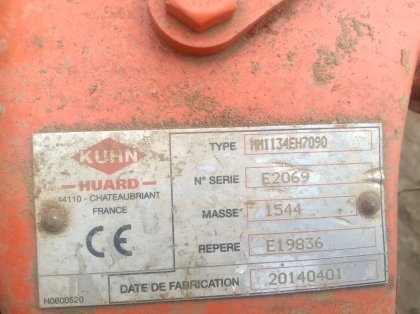 KUHN
HUARD
44110 - CHATEAUBRIANT
FRANCE
CE
H0600520
TYPE MM1134EH7090
N° SERIE E2069
MASSE 1544
REPERE E19836
DATE DE FABRICATION 20140401